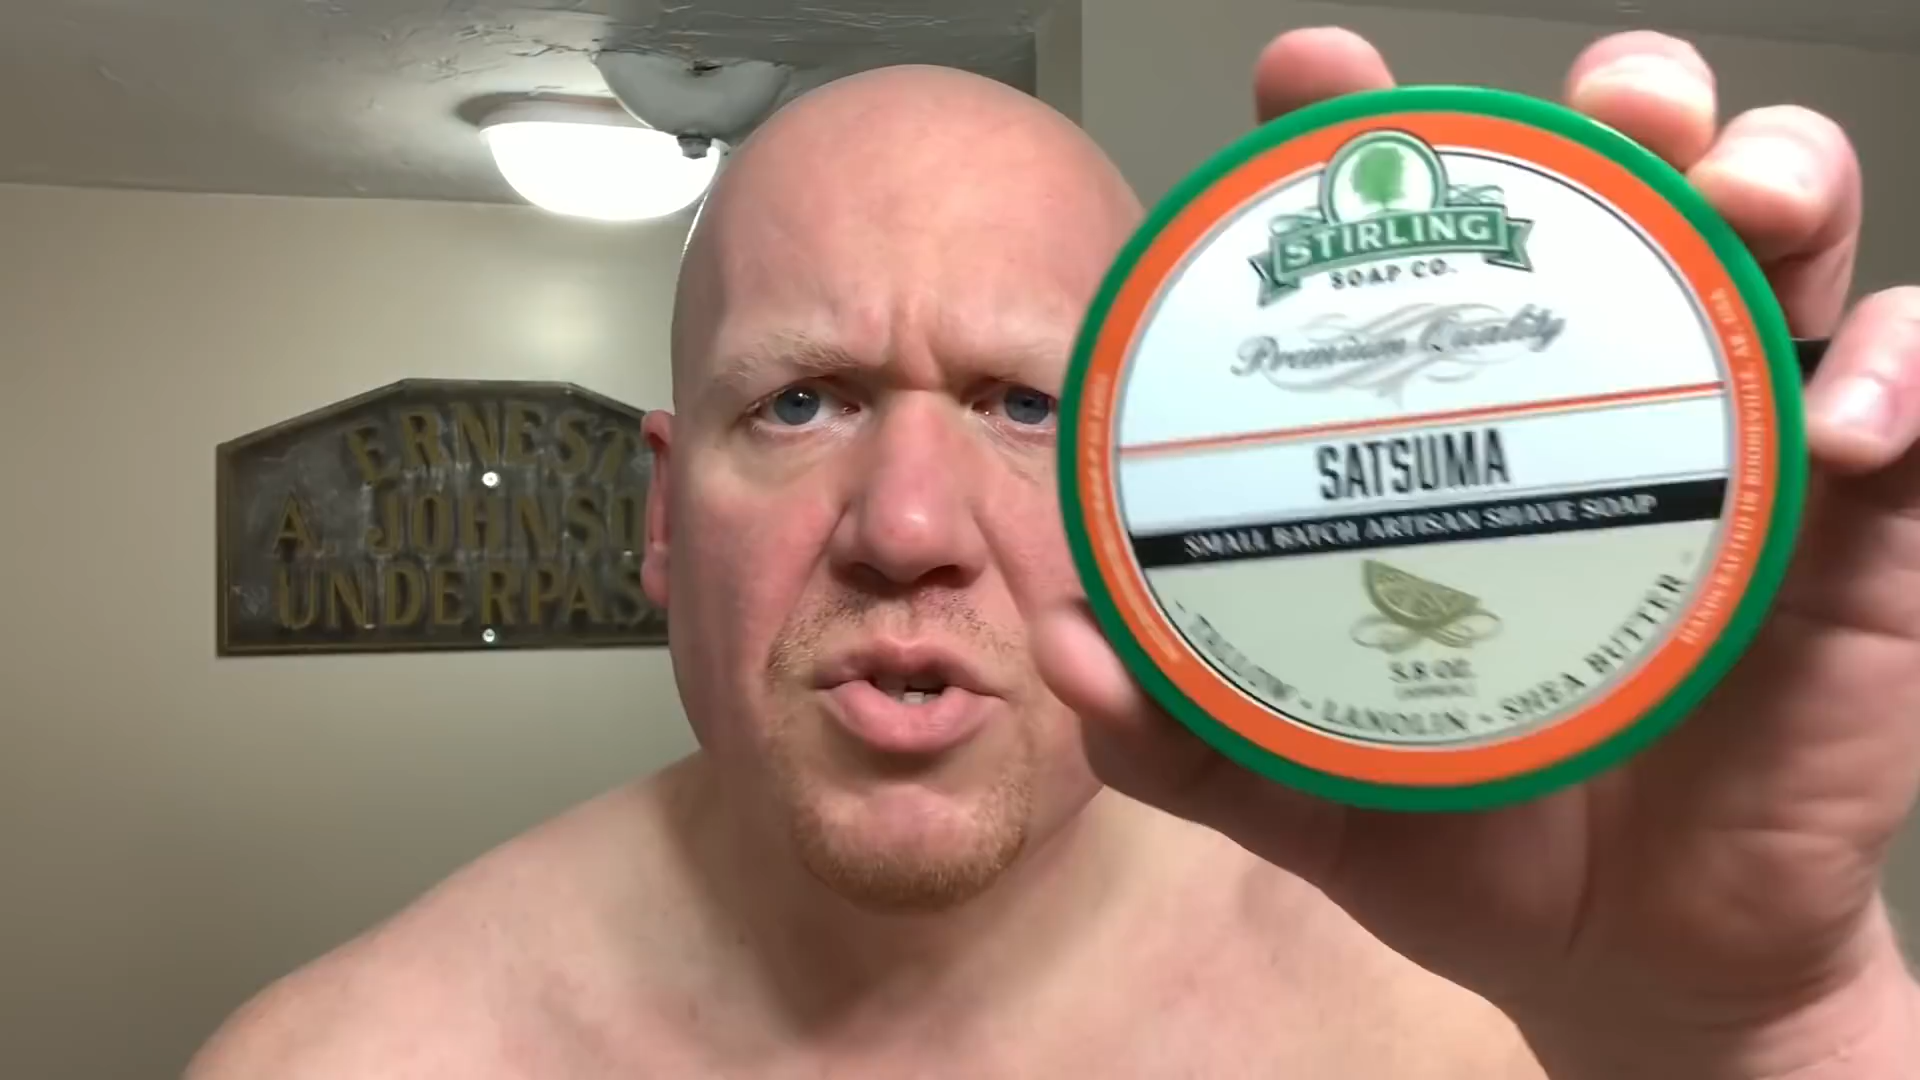 ERNEST
A. JOHNSO
UNDERPAS
STIRLING
SOAP CO.
Premium Quality
SATSUMA
SMALL BATCH ARTISAN SHAVE SOAP
5.8 OZ
- TALLOW - LANOLIN - SHEA BUTTER -